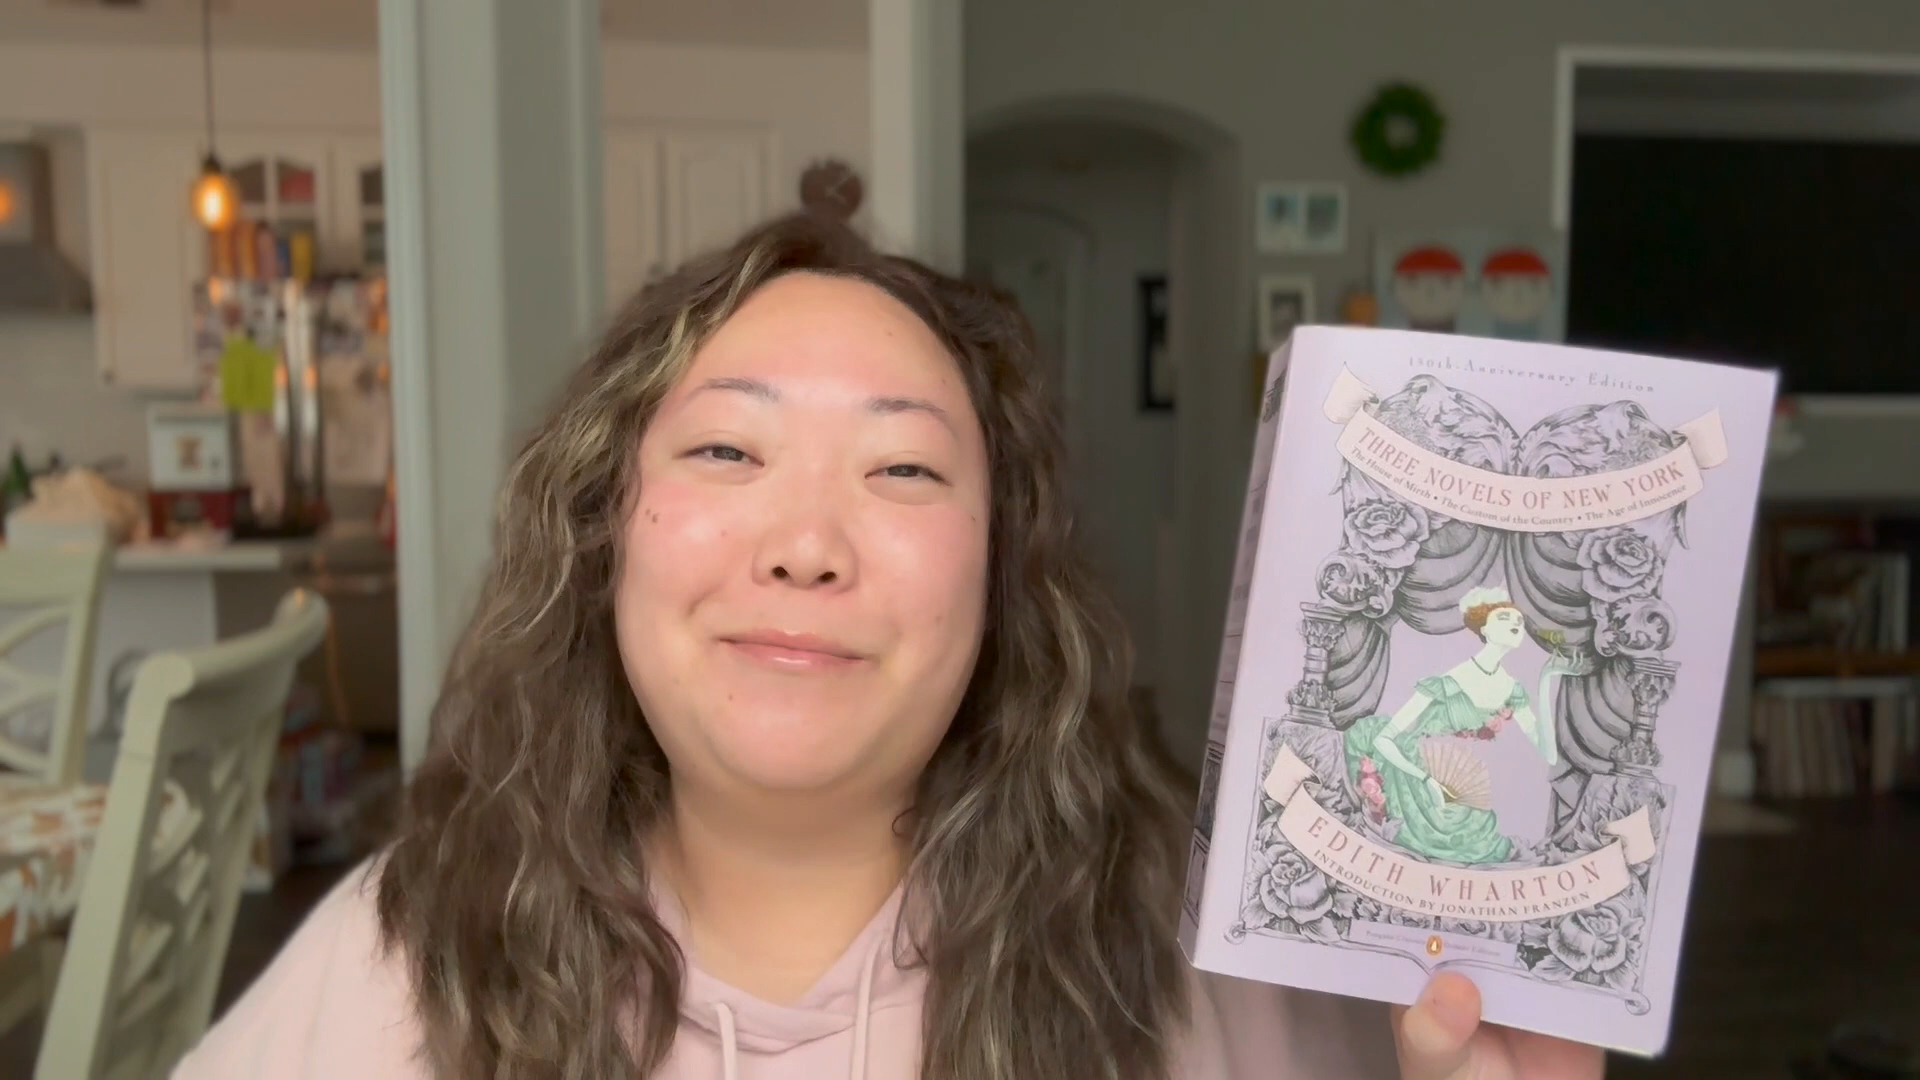 150th-Anniversary Edition
THREE NOVELS OF NEW YORK
The House of Mirth • The Custom of the Country • The Age of Innocence
EDITH WHARTON
INTRODUCTION BY JONATHAN FRANZEN